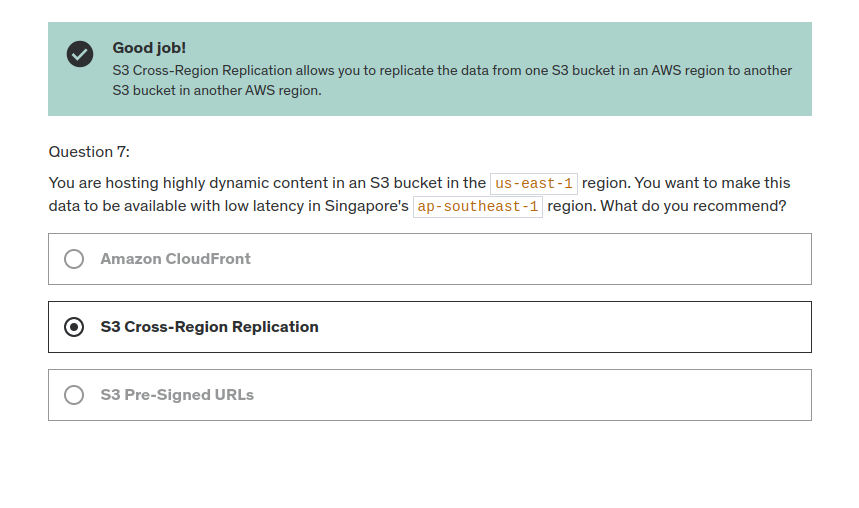 Good job!
S3 Cross-Region Replication allows you to replicate the data from one S3 bucket in an AWS region to another
S3 bucket in another AWS region.
Question 7:
You are hosting highly dynamic content in an S3 bucket in the us-east-1 region. You want to make this
data to be available with low latency in Singapore's ap-southeast-1 region. What do you recommend?
Amazon CloudFront
S3 Cross-Region Replication
S3 Pre-Signed URLs